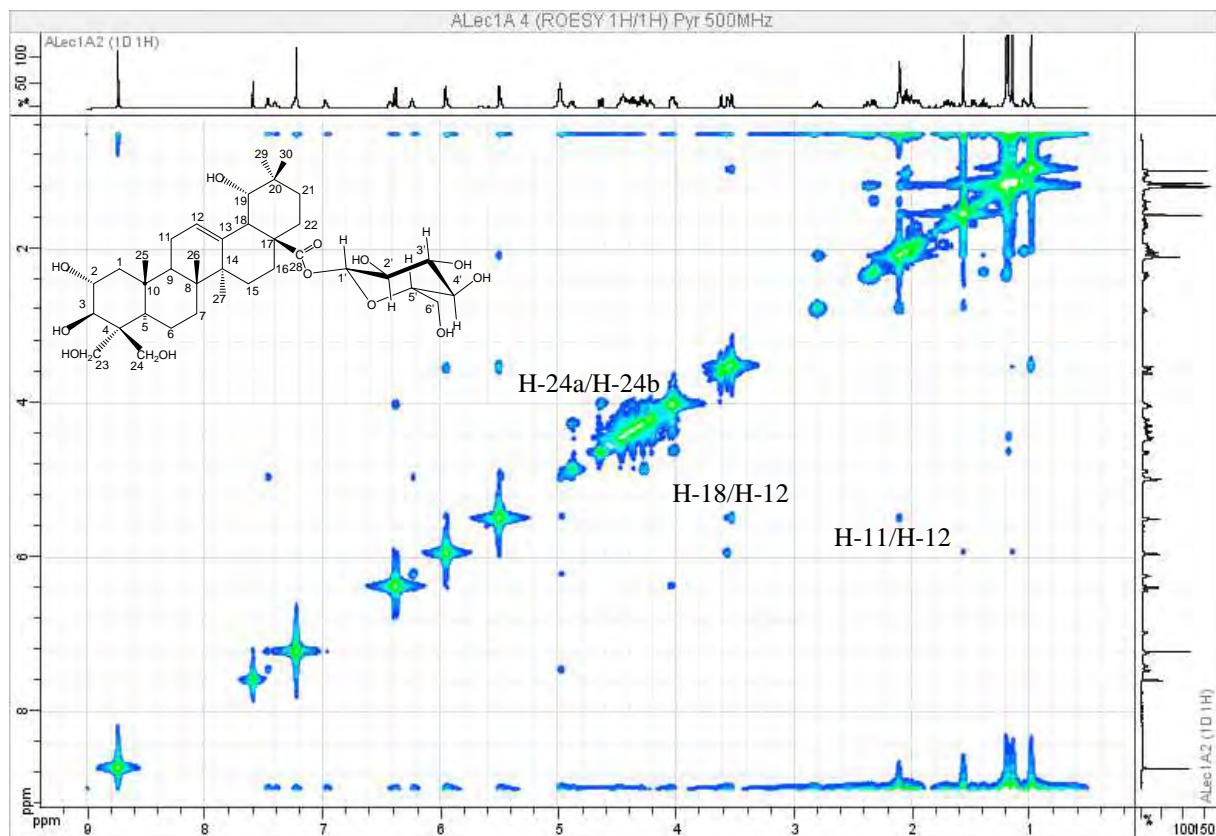 ALec1A 4 (ROESY 1H/1H) Pyr 500MHz
ALec1A2 (1D 1H)
100
50
%
29
30
HO
20
21
19
12
18
22
11
13
17
O
H
25
26
28
HO
3'
H
HO
1
9
14
16
O
1'
2'
H
OH
OH
2
10
8
27
15
O
H
5'
4'
3
5
7
6'
H
HO
4
6
OH
HOH2C
CH2OH
23
24
H-24a/H-24b
H-18/H-12
H-11/H-12
2
4
6
8
ppm
ppm
9
8
7
6
5
4
3
2
1
%
100150
ALec1A2 (1D 1H)